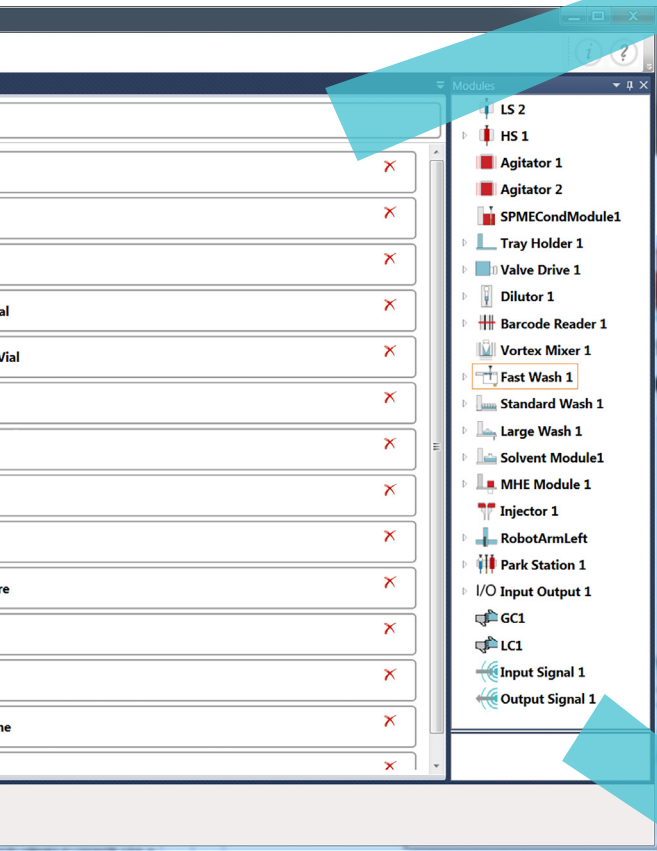 Modules
LS 2
HS 1
Agitator 1
Agitator 2
SPMECondModule1
Tray Holder 1
Valve Drive 1
Dilutor 1
Barcode Reader 1
Vortex Mixer 1
Fast Wash 1
Standard Wash 1
Large Wash 1
Solvent Module1
MHE Module 1
Injector 1
RobotArmLeft
Park Station 1
I/O Input Output 1
GC1
LC1
Input Signal 1
Output Signal 1
al
Vial
re
ne